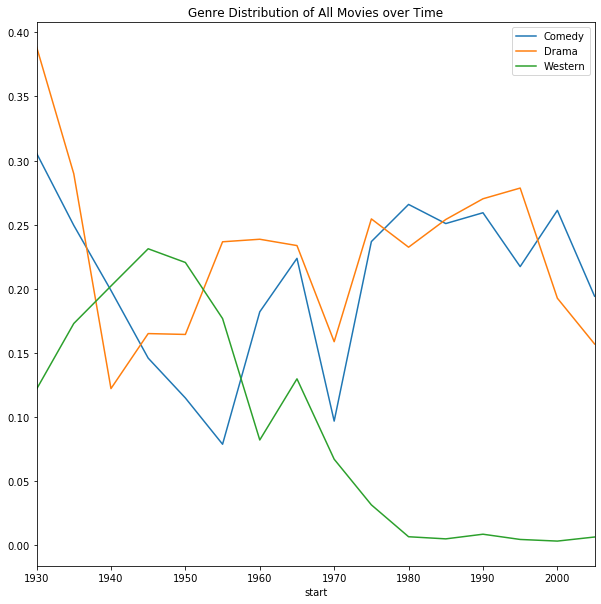 Genre Distribution of All Movies over Time
Comedy
Drama
Western
0.40
0.35
0.30
0.25
0.20
0.15
0.10
0.05
0.00
1930 1940 1950 1960 1970 1980 1990 2000
start